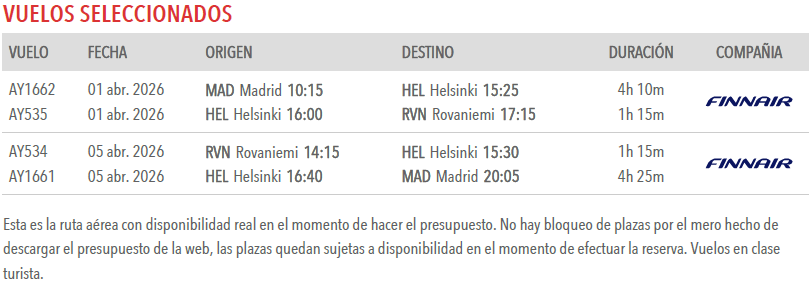 VUELOS SELECCIONADOS
VUELO FECHA ORIGEN DESTINO DURACIÓN COMPAÑIA
AY1662 01 abr. 2026 MAD Madrid 10:15 HEL Helsinki 15:25 4h 10m FINNAIR
AY535 01 abr. 2026 HEL Helsinki 16:00 RVN Rovaniemi 17:15 1h 15m
AY534 05 abr. 2026 RVN Rovaniemi 14:15 HEL Helsinki 15:30 1h 15m FINNAIR
AY1661 05 abr. 2026 HEL Helsinki 16:40 MAD Madrid 20:05 4h 25m
Esta es la ruta aérea con disponibilidad real en el momento de hacer el presupuesto. No hay bloqueo de plazas por el mero hecho de
descargar el presupuesto de la web, las plazas quedan sujetas a disponibilidad en el momento de efectuar la reserva. Vuelos en clase
turista.